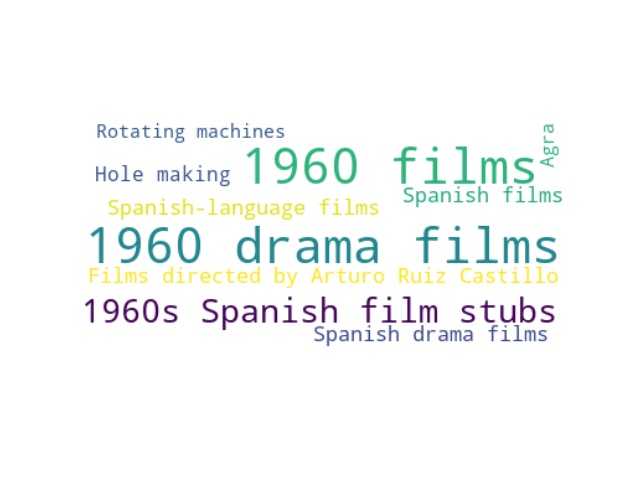 Rotating machines
Agra
1960 films
Hole making
Spanish films
Spanish-language films
1960 drama films
Films directed by Arturo Ruiz Castillo
1960s Spanish film stubs
Spanish drama films